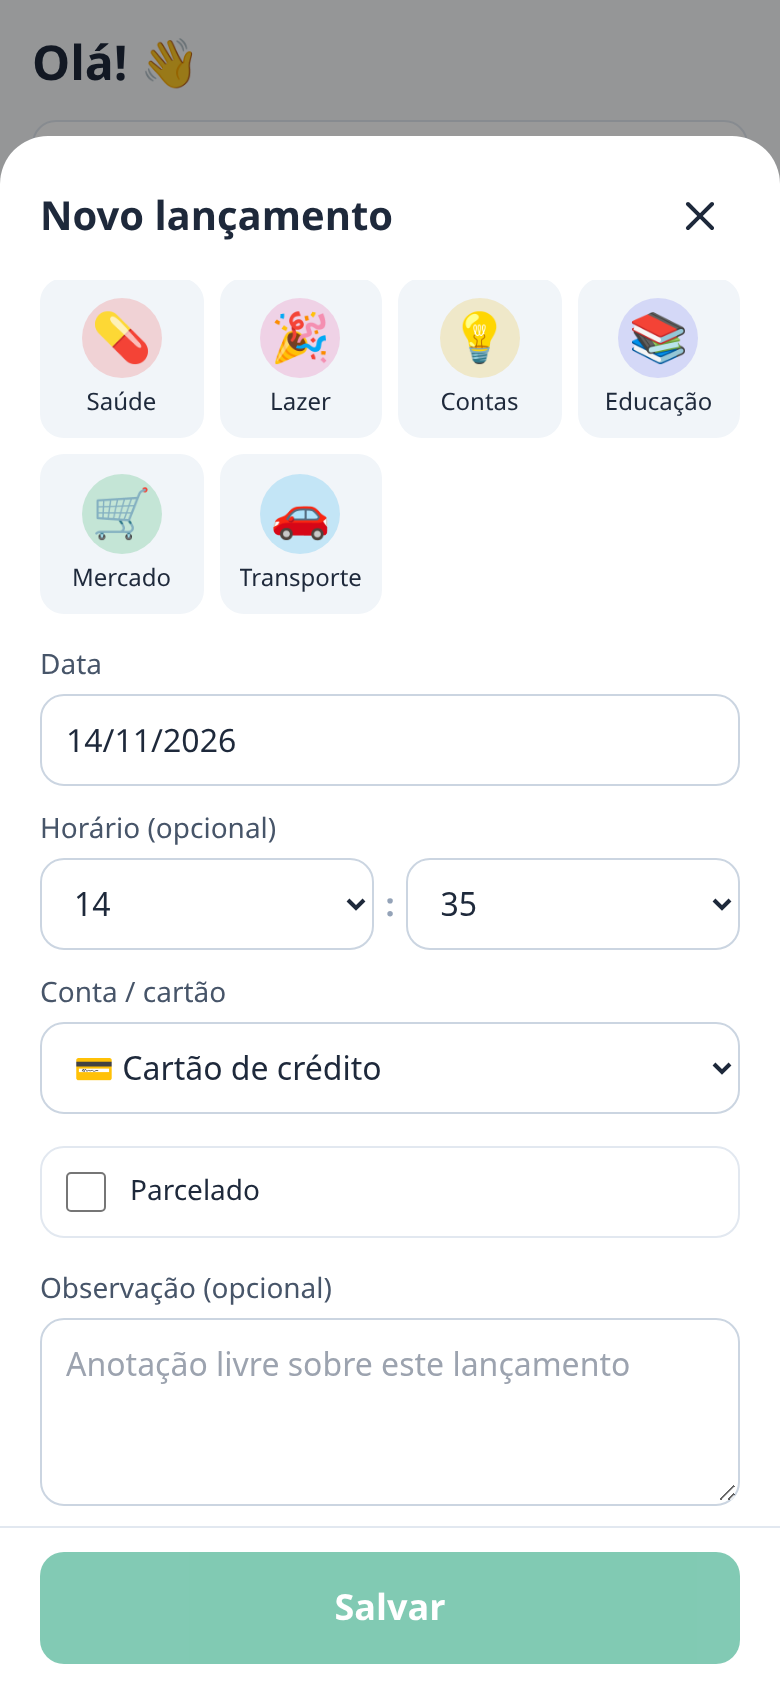 Olá! 👋
Novo lançamento
Saúde Lazer Contas Educação
Mercado Transporte
Data
14/11/2026
Horário (opcional)
14 : 35
Conta / cartão
💳 Cartão de crédito
Parcelado
Observação (opcional)
Anotação livre sobre este lançamento
Salvar